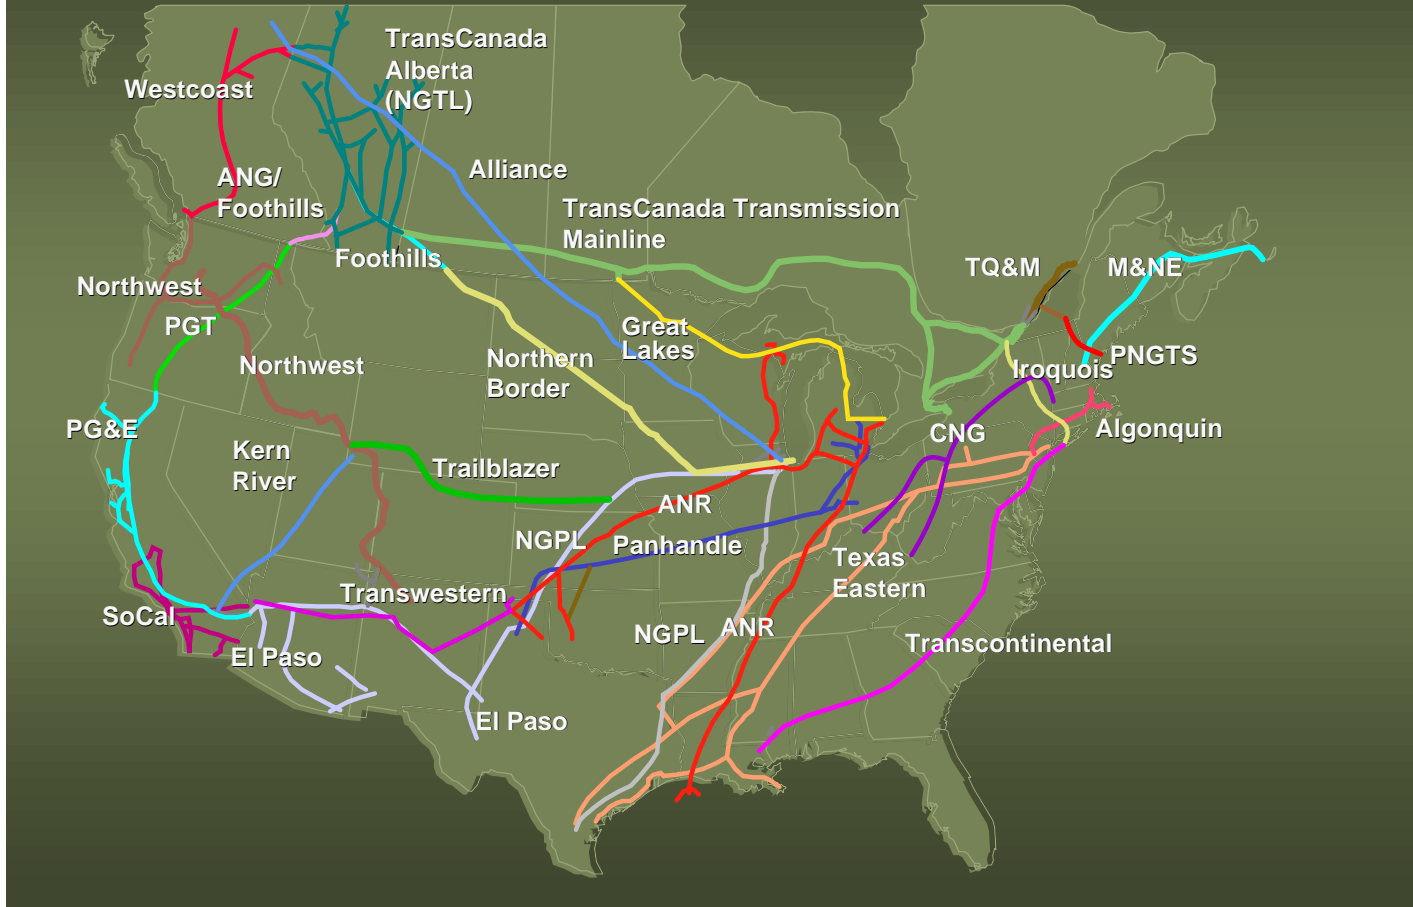 TransCanada
Alberta
(NGTL)
Westcoast
Alliance
ANG/
Foothills
TransCanada Transmission
Mainline
Foothills
TQ&M
M&NE
Northwest
PGT
Great
Lakes
Northern
Border
Northwest
PNGTS
Iroquois
PG&E
CNG
Algonquin
Kern
River
Trailblazer
ANR
NGPL
Panhandle
Texas
Eastern
Transwestern
SoCal
NGPL
ANR
Transcontinental
El Paso
El Paso